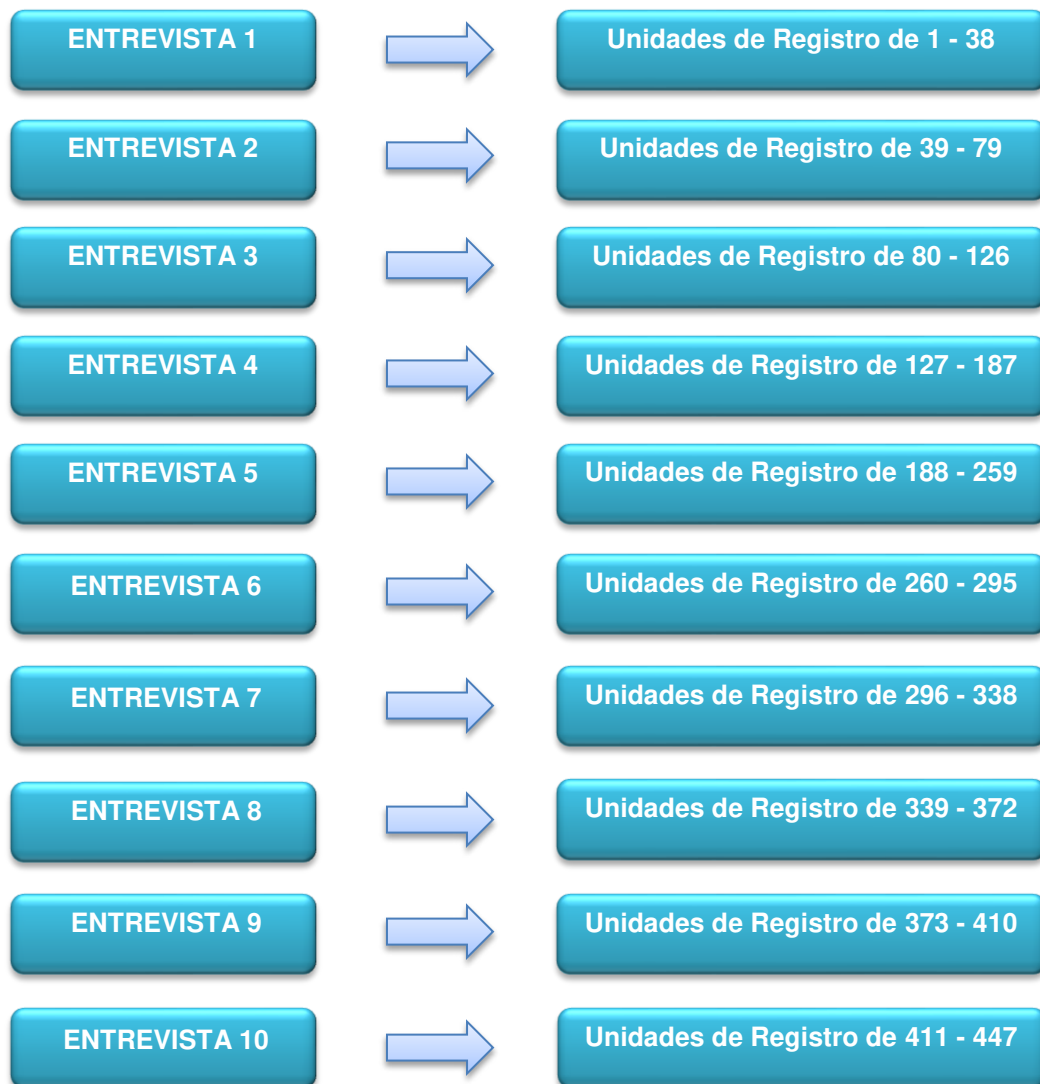 ENTREVISTA 1
Unidades de Registro de 1 - 38
ENTREVISTA 2
Unidades de Registro de 39 - 79
ENTREVISTA 3
Unidades de Registro de 80 - 126
ENTREVISTA 4
Unidades de Registro de 127 - 187
ENTREVISTA 5
Unidades de Registro de 188 - 259
ENTREVISTA 6
Unidades de Registro de 260 - 295
ENTREVISTA 7
Unidades de Registro de 296 - 338
ENTREVISTA 8
Unidades de Registro de 339 - 372
ENTREVISTA 9
Unidades de Registro de 373 - 410
ENTREVISTA 10
Unidades de Registro de 411 - 447